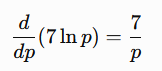 d/dp (7 ln p) = 7/p